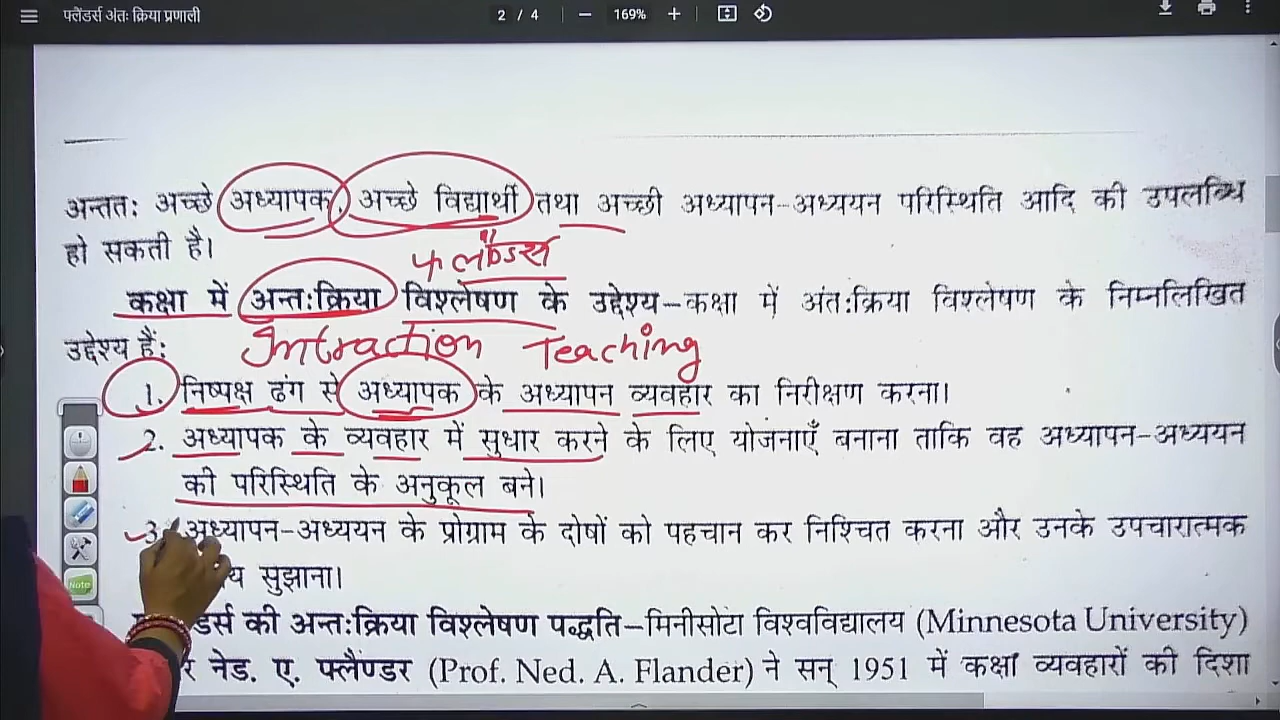 फ्लैंडर्स अंतः क्रिया प्रणाली
2 / 4
169%
अन्ततः अच्छे अध्यापक, अच्छे विद्यार्थी तथा अच्छी अध्यापन-अध्ययन परिस्थिति आदि की उपलब्धि
हो सकती है।
फ्लैंडर्स
कक्षा में अन्तःक्रिया विश्लेषण के उद्देश्य–कक्षा में अंतःक्रिया विश्लेषण के निम्नलिखित
उद्देश्य हैं:
Intraction Teaching
1. निष्पक्ष ढंग से अध्यापक के अध्यापन व्यवहार का निरीक्षण करना।
2. अध्यापक के व्यवहार में सुधार करने के लिए योजनाएँ बनाना ताकि वह अध्यापन-अध्ययन
की परिस्थिति के अनुकूल बने।
3. अध्यापन-अध्ययन के प्रोग्राम के दोषों को पहचान कर निश्चित करना और उनके उपचारात्मक
सुझाना।
Note
की अन्तःक्रिया विश्लेषण पद्धति–मिनीसोटा विश्वविद्यालय (Minnesota University)
नेड. ए. फ्लैण्डर (Prof. Ned. A. Flander) ने सन् 1951 में कक्षा व्यवहारों की दिशा